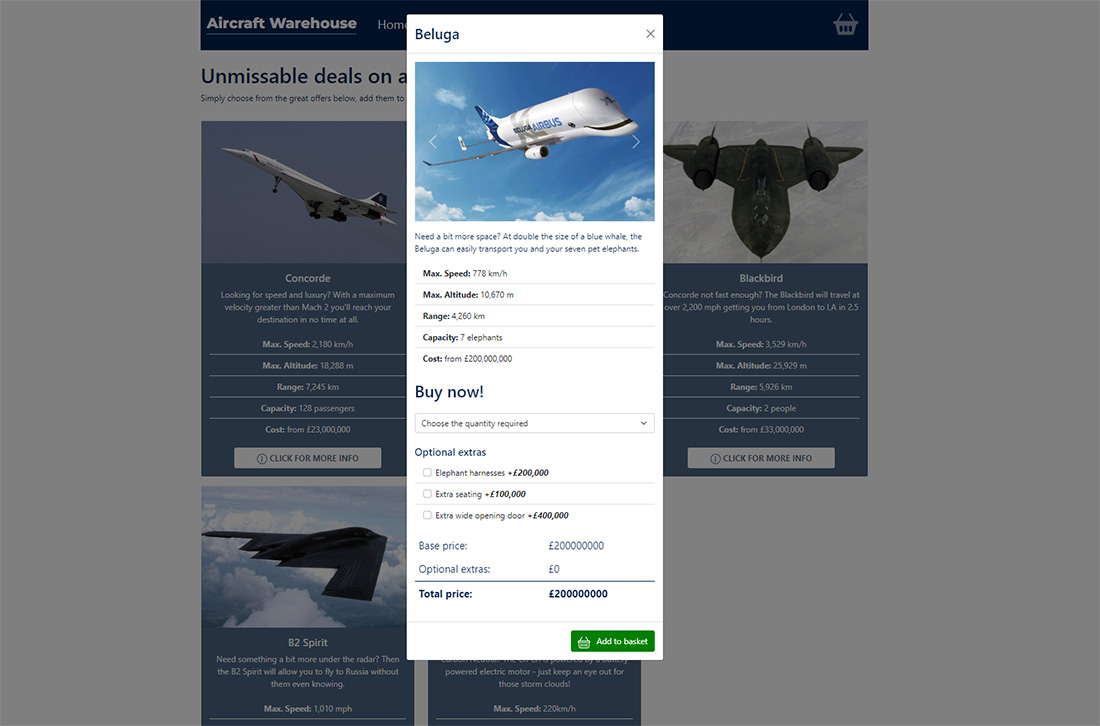 Aircraft Warehouse
Home
Unmissable deals on a
Simply choose from the great offers below, add them to
Concorde
Looking for speed and luxury? With a maximum
velocity greater than Mach 2 you'll reach your
destination in no time at all.
Max. Speed: 2,180 km/h
Max. Altitude: 18,288 m
Range: 7,245 km
Capacity: 128 passengers
Cost: from £23,000,000
CLICK FOR MORE INFO
Beluga
BELUGA AIRBUS
Need a bit more space? At double the size of a blue whale, the
Beluga can easily transport you and your seven pet elephants.
Max. Speed: 778 km/h
Max. Altitude: 10,670 m
Range: 4,260 km
Capacity: 7 elephants
Cost: from £200,000,000
Buy now!
Choose the quantity required
Optional extras
Elephant harnesses +£200,000
Extra seating +£100,000
Extra wide opening door +£400,000
Base price: £200000000
Optional extras: £0
Total price: £200000000
Add to basket
Blackbird
Concorde not fast enough? The Blackbird will travel at
over 2,200 mph getting you from London to LA in 2.5
hours.
Max. Speed: 3,529 km/h
Max. Altitude: 25,929 m
Range: 5,926 km
Capacity: 2 people
Cost: from £33,000,000
CLICK FOR MORE INFO
B2 Spirit
Need something a bit more under the radar? Then
the B2 Spirit will allow you to fly to Russia without
them even knowing.
Max. Speed: 1,010 mph
powered electric motor - just keep an eye out for
those storm clouds!
Max. Speed: 220km/h